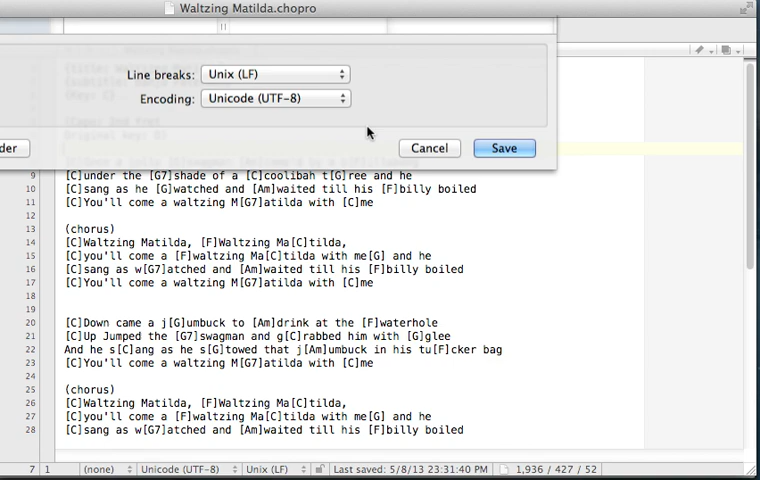 Waltzing Matilda.chopro
Line breaks: Unix (LF)
Encoding: Unicode (UTF-8)
der Cancel Save
9 [C]under the [G7]shade of a [C]coolibah t[G]ree and he
10 [C]sang as he [G]watched and [Am]waited till his [F]billy boiled
11 [C]You'll come a waltzing M[G7]atilda with [C]me
12
13 (chorus)
14 [C]Waltzing Matilda, [F]Waltzing Ma[C]tilda,
15 [C]you'll come a [F]waltzing Ma[C]tilda with me[G] and he
16 [C]sang as w[G7]atched and [Am]waited till his [F]billy boiled
17 [C]You'll come a waltzing M[G7]atilda with [C]me
18
19
20 [C]Down came a j[G]umbuck to [Am]drink at the [F]waterhole
21 [C]Up Jumped the [G7]swagman and g[C]rabbed him with [G]glee
22 And he s[C]ang as he s[G]towed that j[Am]umbuck in his tu[F]cker bag
23 [C]You'll come a waltzing M[G7]atilda with [C]me
24
25 (chorus)
26 [C]Waltzing Matilda, [F]Waltzing Ma[C]tilda,
27 [C]you'll come a [F]waltzing Ma[C]tilda with me[G] and he
28 [C]sang as w[G7]atched and [Am]waited till his [F]billy boiled
7 1 (none) Unicode (UTF-8) Unix (LF) Last saved: 5/8/13 23:31:40 PM 1,936 / 427 / 52